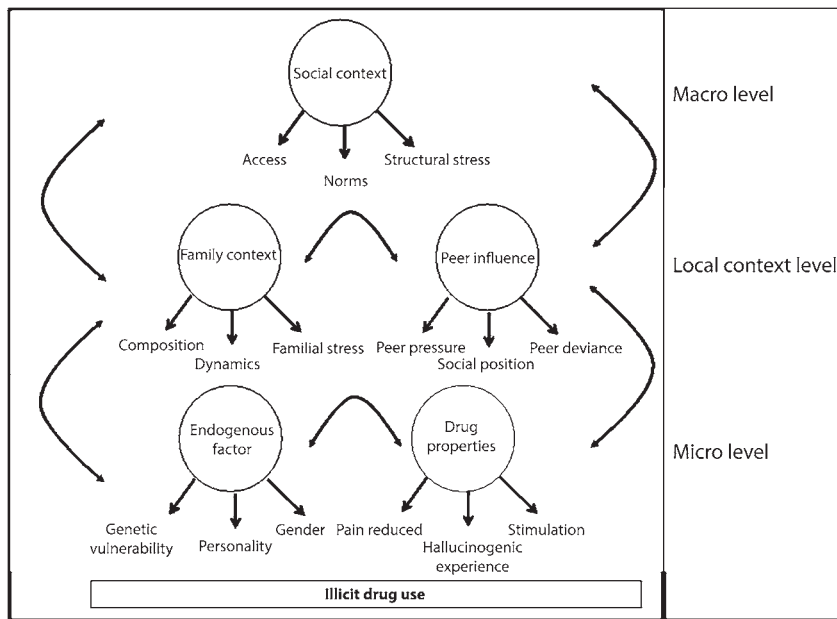 Social context
Macro level
Access
Norms
Structural stress
Family context
Peer influence
Local context level
Composition
Dynamics
Familial stress
Peer pressure
Social position
Peer deviance
Endogenous
factor
Drug
properties
Micro level
Genetic
vulnerability
Personality
Gender
Pain reduced
Hallucinogenic
experience
Stimulation
Illicit drug use